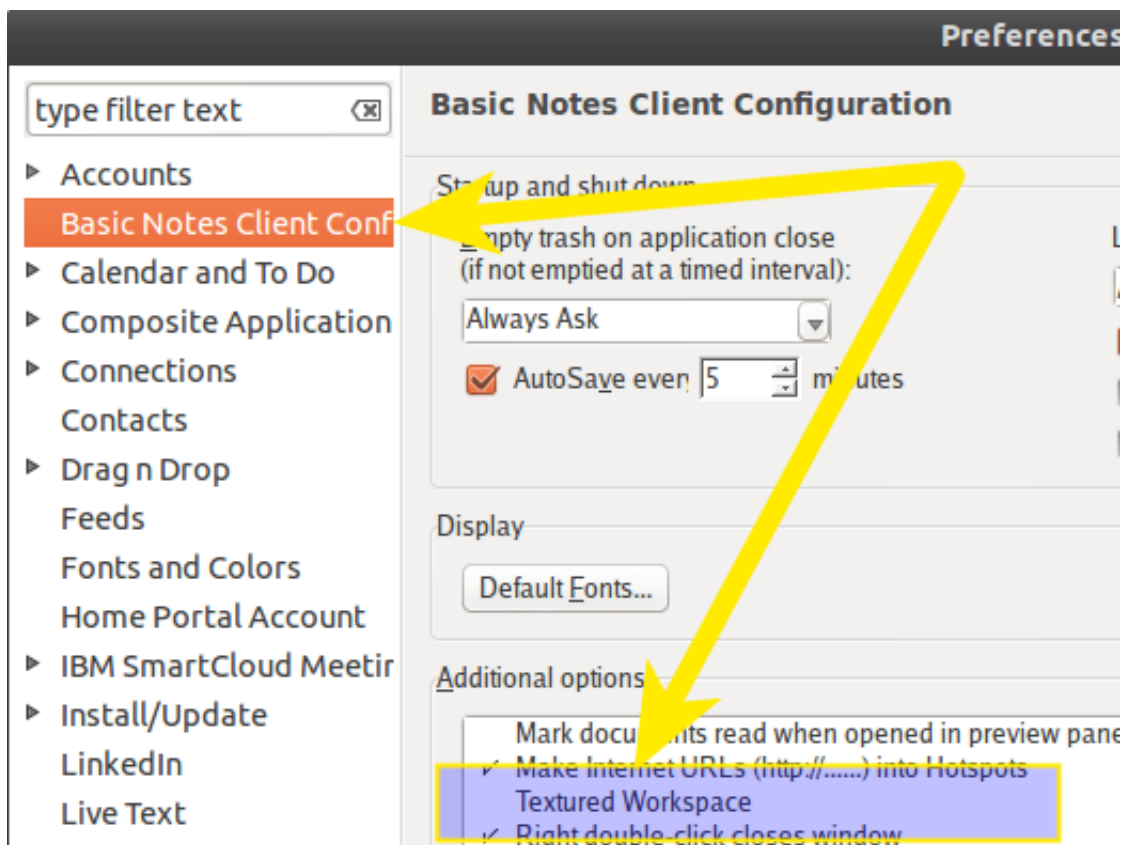 Preferences
type filter text
Accounts
Basic Notes Client Conf
Calendar and To Do
Composite Application
Connections
Contacts
Drag n Drop
Feeds
Fonts and Colors
Home Portal Account
IBM SmartCloud Meetin
Install/Update
LinkedIn
Live Text
Basic Notes Client Configuration
Startup and shut down
Empty trash on application close
(if not emptied at a timed interval):
Always Ask
AutoSave every 5 minutes
Display
Default Fonts...
Additional options
Mark documents read when opened in preview pane
✓ Make Internet URLs (http://......) into Hotspots
Textured Workspace
✓ Right double-click closes window